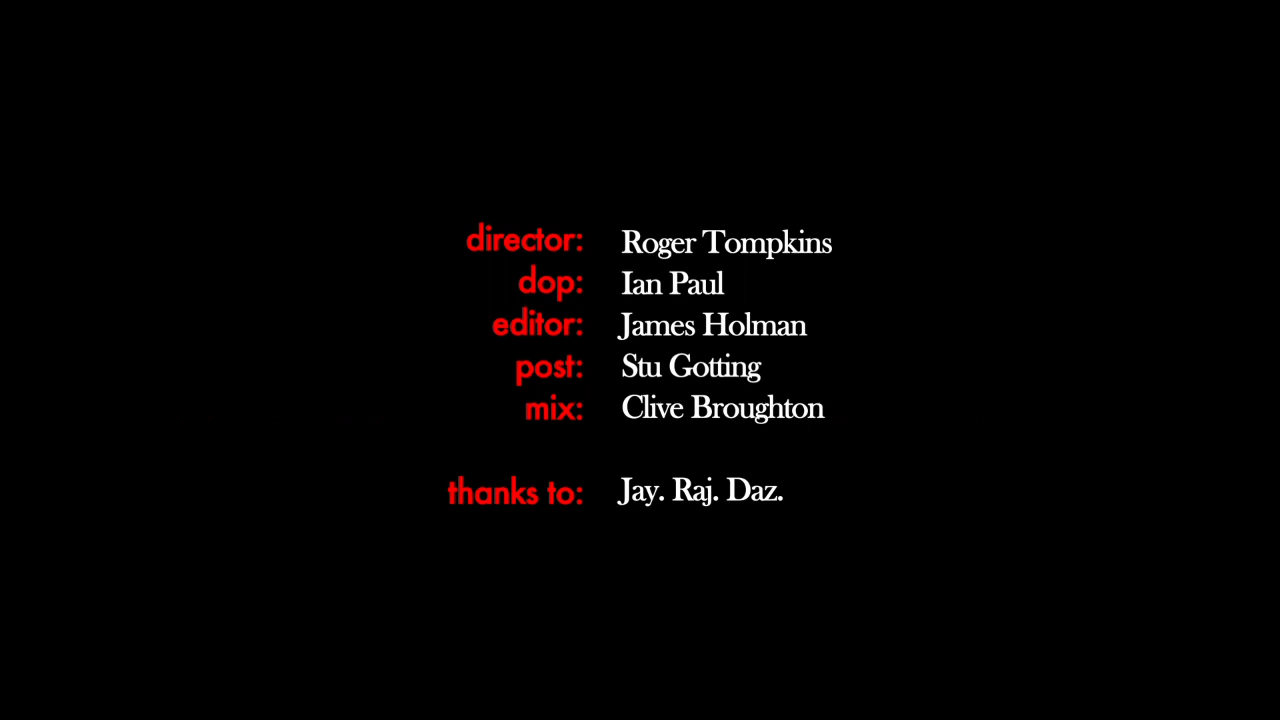 director: Roger Tompkins
dop: Ian Paul
editor: James Holman
post: Stu Gotting
mix: Clive Broughton
thanks to: Jay. Raj. Daz.